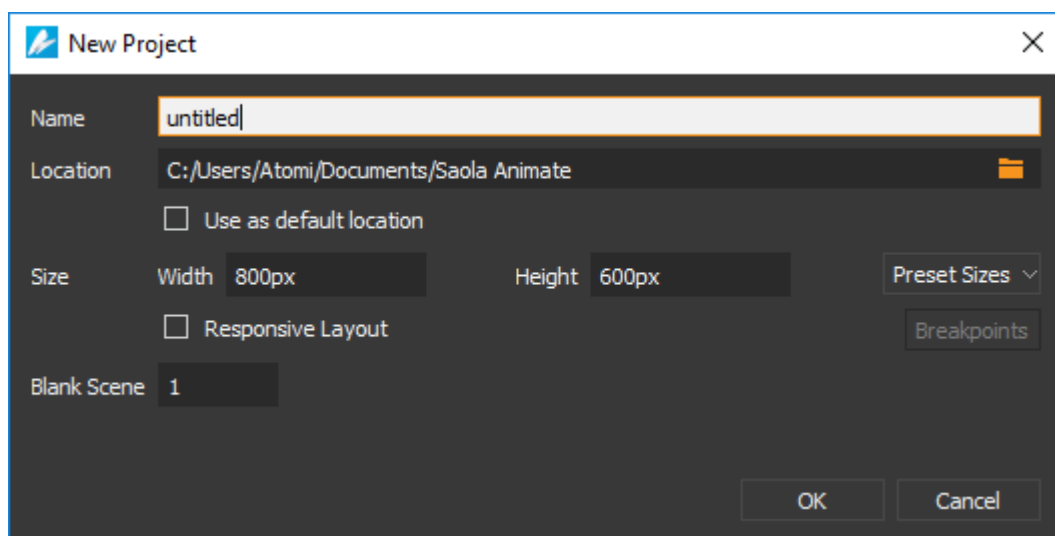 New Project
Name untitled
Location C:/Users/Atomi/Documents/Saola Animate
Use as default location
Size Width 800px Height 600px Preset Sizes
Responsive Layout Breakpoints
Blank Scene 1
OK Cancel